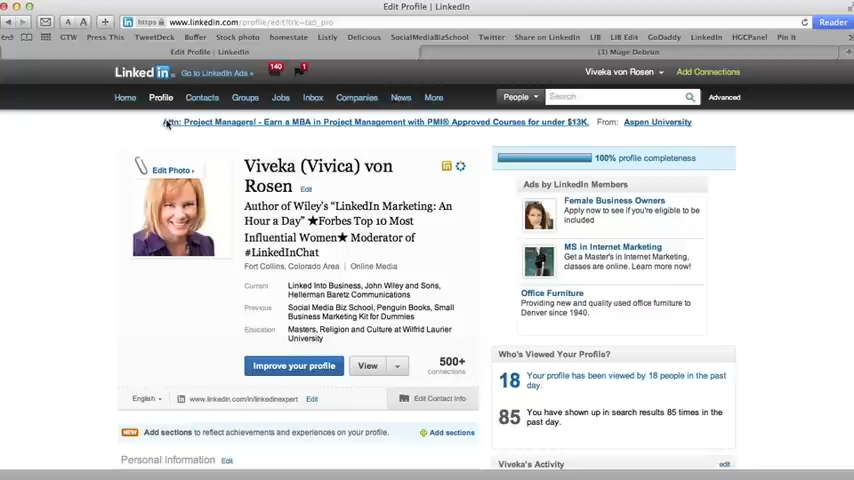 Edit Profile | LinkedIn
https www.linkedin.com/profile/edit?trk=tab_pro
Reader
GTW Press This TweetDeck Buffer Stock photo homestate Listly Delicious SocialMediaBizSchool Twitter Share on LinkedIn LIB LIB Edit GoDaddy LinkedIn HGCPanel Pin It
Edit Profile | LinkedIn
(3) Müge Debrun
Linked in Go to LinkedIn Ads » 140 1 Viveka von Rosen Add Connections
Home Profile Contacts Groups Jobs Inbox Companies News More People Search Advanced
Attn: Project Managers! - Earn a MBA in Project Management with PMI® Approved Courses for under $13K. From: Aspen University
Edit Photo ›
Viveka (Vivica) von
Rosen Edit
Author of Wiley's "LinkedIn Marketing: An
Hour a Day" ★Forbes Top 10 Most
Influential Women★ Moderator of
#LinkedInChat
Fort Collins, Colorado Area | Online Media
Current Linked Into Business, John Wiley and Sons,
Hellerman Baretz Communications
Previous Social Media Biz School, Penguin Books, Small
Business Marketing Kit for Dummies
Education Masters, Religion and Culture at Wilfrid Laurier
University
Improve your profile View 500+
connections
English www.linkedin.com/in/linkedinexpert Edit Edit Contact Info
NEW Add sections to reflect achievements and experiences on your profile. Add sections
Personal Information Edit
100% profile completeness
Ads by LinkedIn Members
Female Business Owners
Apply now to see if you're eligible to be
included
MS in Internet Marketing
Get a Master's in Internet Marketing,
classes are online. Learn more now!
Office Furniture
Providing new and quality used office furniture to
Denver since 1940.
Who's Viewed Your Profile?
18 Your profile has been viewed by 18 people in the past
day.
85 You have shown up in search results 85 times in the
past day.
Viveka's Activity edit